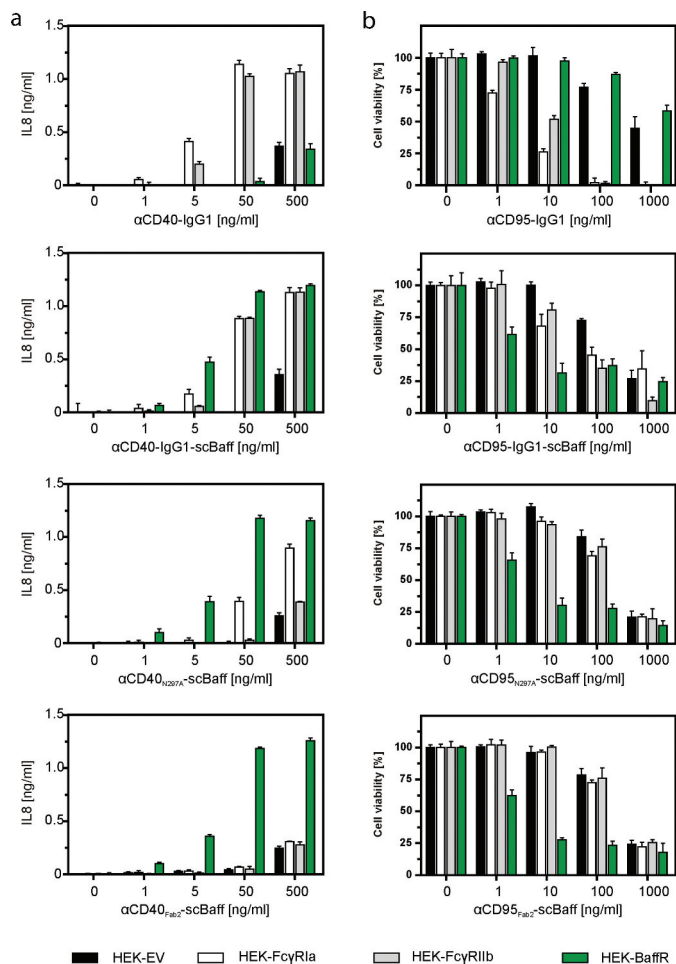 a
b
IL8 [ng/ml]
1.5
1.0
0.5
0
0 1 5 50 500
αCD40-IgG1 [ng/ml]
Cell viability [%]
100
75
50
25
0
0 1 10 100 1000
αCD95-IgG1 [ng/ml]
IL8 [ng/ml]
1.5
1.0
0.5
0
0 1 5 50 500
αCD40-IgG1-scBaff [ng/ml]
Cell viability [%]
100
75
50
25
0
0 1 10 100 1000
αCD95-IgG1-scBaff [ng/ml]
IL8 [ng/ml]
1.5
1.0
0.5
0
0 1 5 50 500
αCD40N297A-scBaff [ng/ml]
Cell viability [%]
100
75
50
25
0
0 1 10 100 1000
αCD95N297A-scBaff [ng/ml]
IL8 [ng/ml]
1.5
1.0
0.5
0
0 1 5 50 500
αCD40Fab2-scBaff [ng/ml]
Cell viability [%]
100
75
50
25
0
0 1 10 100 1000
αCD95Fab2-scBaff [ng/ml]
HEK-EV HEK-FcγRIa HEK-FcγRIIb HEK-BaffR